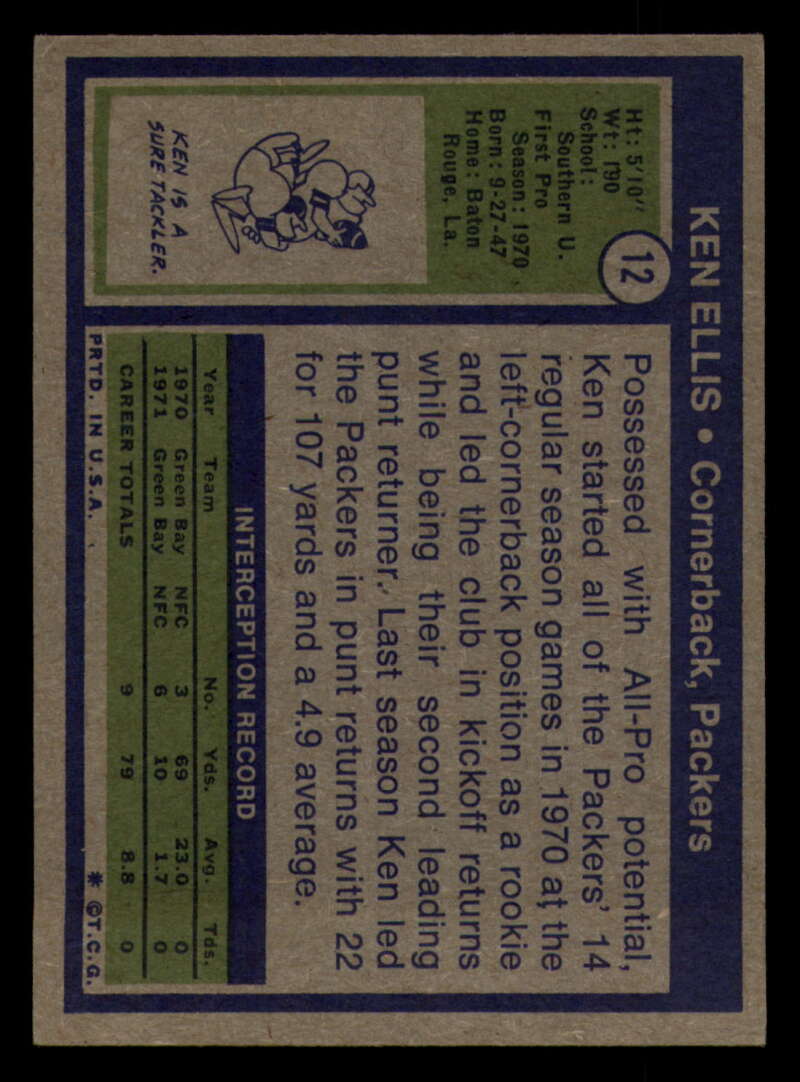 KEN ELLIS • Cornerback, Packers
12
Ht: 5'10"
Wt: 190
School:
Southern U.
First Pro
Season: 1970
Born: 9-27-47
Home: Baton
Rouge, La.
KEN IS A
SURE TACKLER.
Possessed with All-Pro potential,
Ken started all of the Packers' 14
regular season games in 1970 at the
left-cornerback position as a rookie
and led the club in kickoff returns
while being their second leading
punt returner. Last season Ken led
the Packers in punt returns with 22
for 107 yards and a 4.9 average.
INTERCEPTION RECORD
Year Team No. Yds. Avg. Tds.
1970 Green Bay NFC 3 69 23.0 0
1971 Green Bay NFC 6 10 1.7 0
CAREER TOTALS 9 79 8.8 0
PRTD. IN U.S.A. * ©T.C.G.